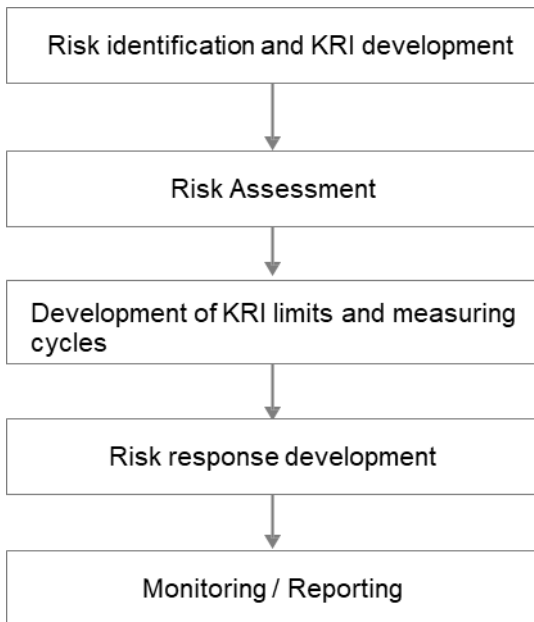 Risk identification and KRI development
Risk Assessment
Development of KRI limits and measuring
cycles
Risk response development
Monitoring / Reporting